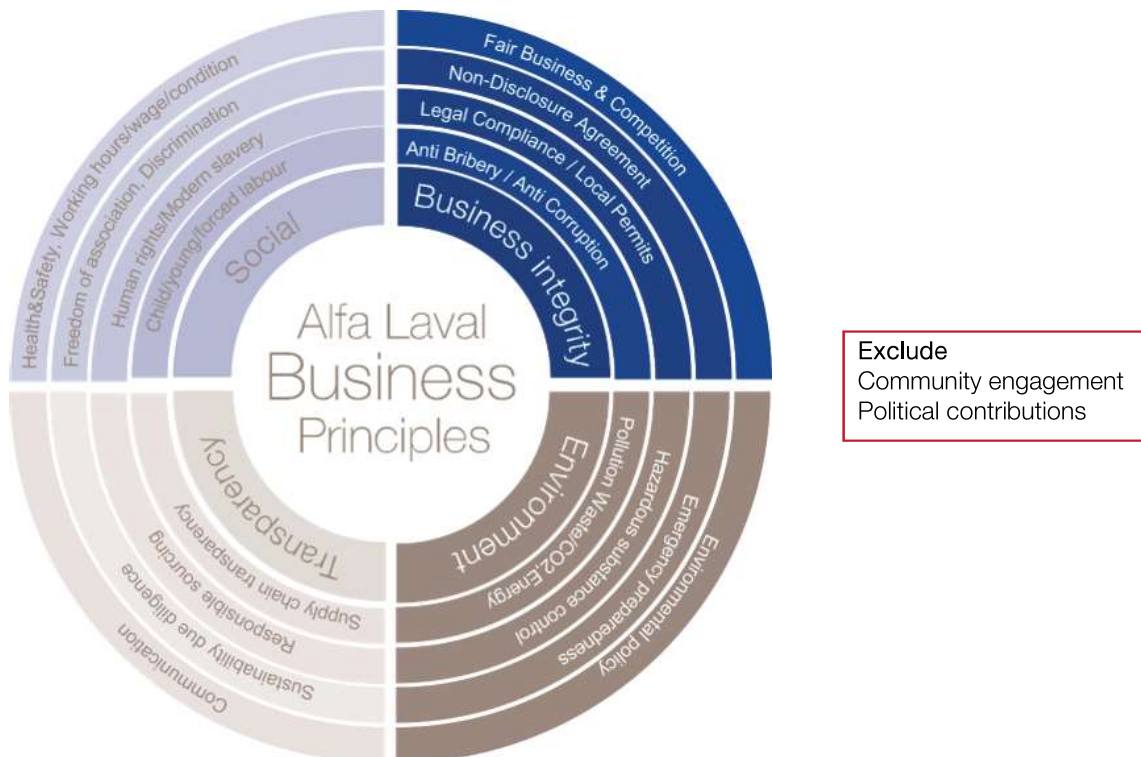 Health&Safety, Working hours/wage/condition
Freedom of association, Discrimination
Human rights/Modern slavery
Child/young/forced labour
Social
Fair Business & Competition
Non-Disclosure Agreement
Legal Compliance / Local Permits
Anti Bribery / Anti Corruption
Business integrity
Alfa Laval
Business
Principles
Transparency
Supply chain transparency
Responsible sourcing
Sustainability due diligence
Communication
Environment
Pollution Waste/CO2,Energy
Hazardous substance control
Emergency preparedness
Environmental policy
Exclude
Community engagement
Political contributions